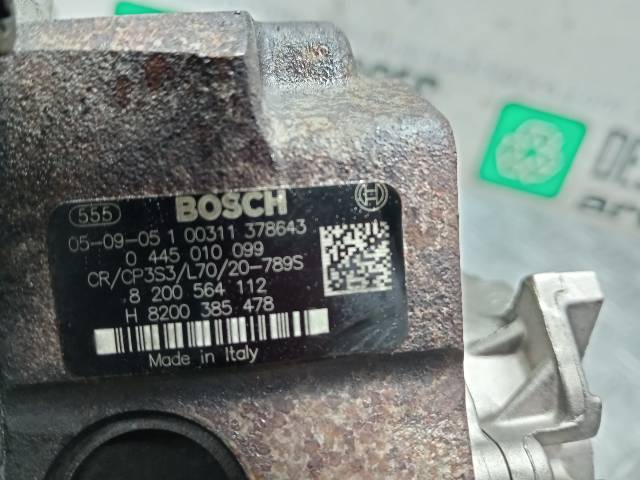 555 BOSCH
05-09-05 1 00311 378643
0 445 010 099
CR/CP3S3/L70/20-789S
8 200 564 112
H 8200 385 478
Made in Italy